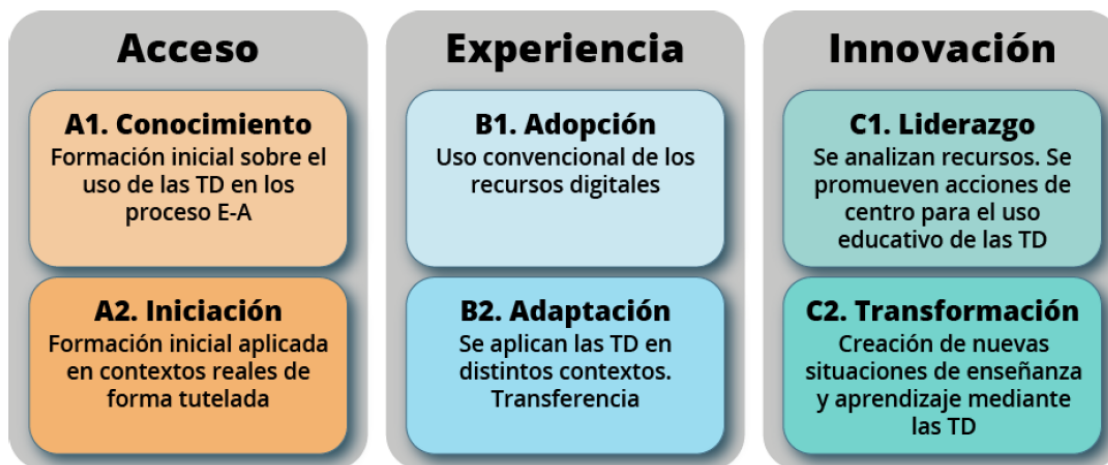 Acceso
A1. Conocimiento
Formación inicial sobre el
uso de las TD en los
proceso E-A
A2. Iniciación
Formación inicial aplicada
en contextos reales de
forma tutelada
Experiencia
B1. Adopción
Uso convencional de los
recursos digitales
B2. Adaptación
Se aplican las TD en
distintos contextos.
Transferencia
Innovación
C1. Liderazgo
Se analizan recursos. Se
promueven acciones de
centro para el uso
educativo de las TD
C2. Transformación
Creación de nuevas
situaciones de enseñanza
y aprendizaje mediante
las TD